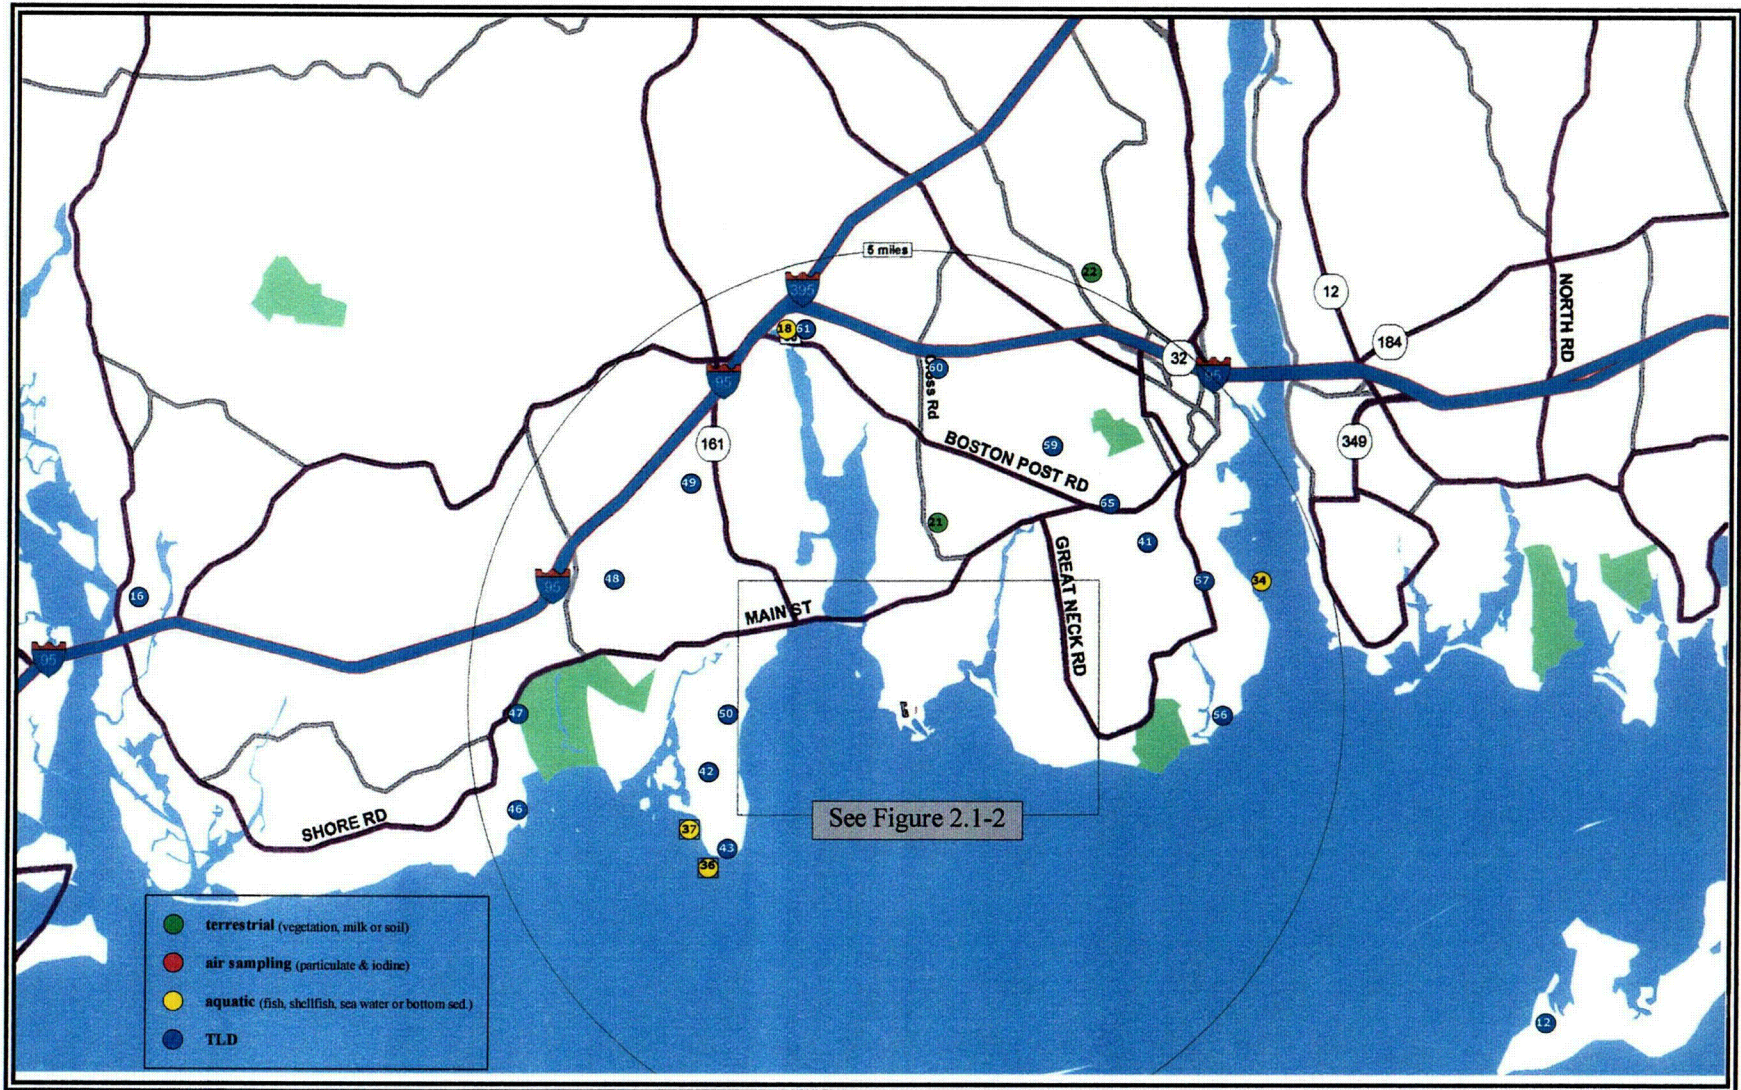 5 miles
395
22
12
NORTH RD
18
61
184
32
95
95
60
Cross Rd
161
59
349
BOSTON POST RD
49
65
21
41
GREAT NECK RD
95
48
57
34
16
MAIN ST
95
47
50
56
42
46
See Figure 2.1-2
37
SHORE RD
43
36
terrestrial (vegetation, milk or soil)
air sampling (particulate & iodine)
aquatic (fish, shellfish, sea water or bottom sed.)
TLD
12